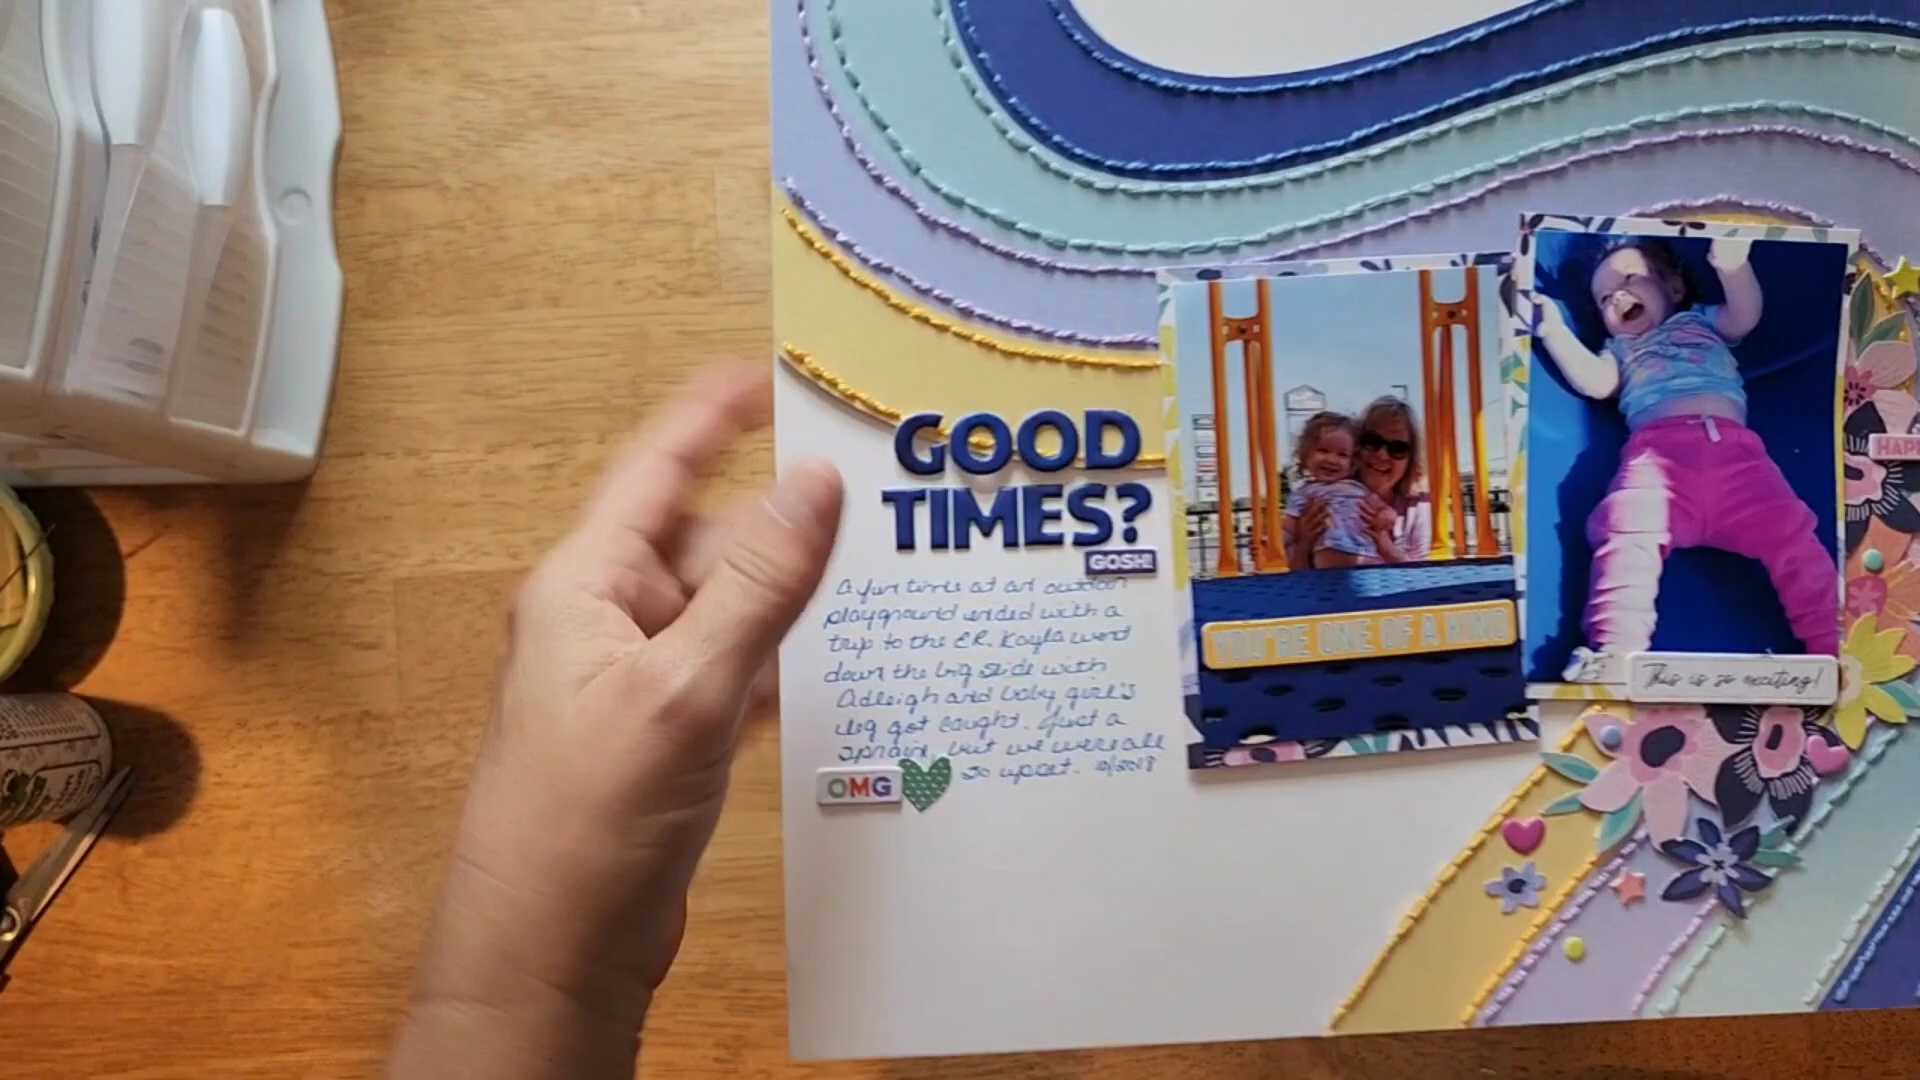 GOOD
TIMES?
GOSH!
A fun time at an outdoor
playground ended with a
trip to the ER. Kayla went
down the big slide with
Adleigh and baby girl's
leg got caught. Just a
sprain, but we were all
so upset. 10/2018
OMG
YOU'RE ONE OF A KIND
This is so exciting!